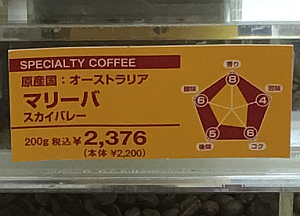 SPECIALTY COFFEE
原産国：オーストラリア
マリーバ
スカイバレー
200g 税込¥2,376
(本体 ¥2,200)
香り
8
酸味
6
苦味
4
後味
5
コク
6